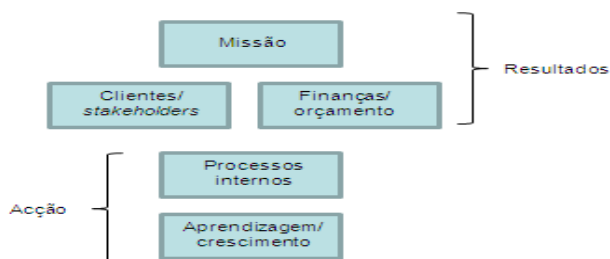 Missão
Clientes/
stakeholders
Finanças/
orçamento
Resultados
Processos
internos
Acção
Aprendizagem/
crescimento